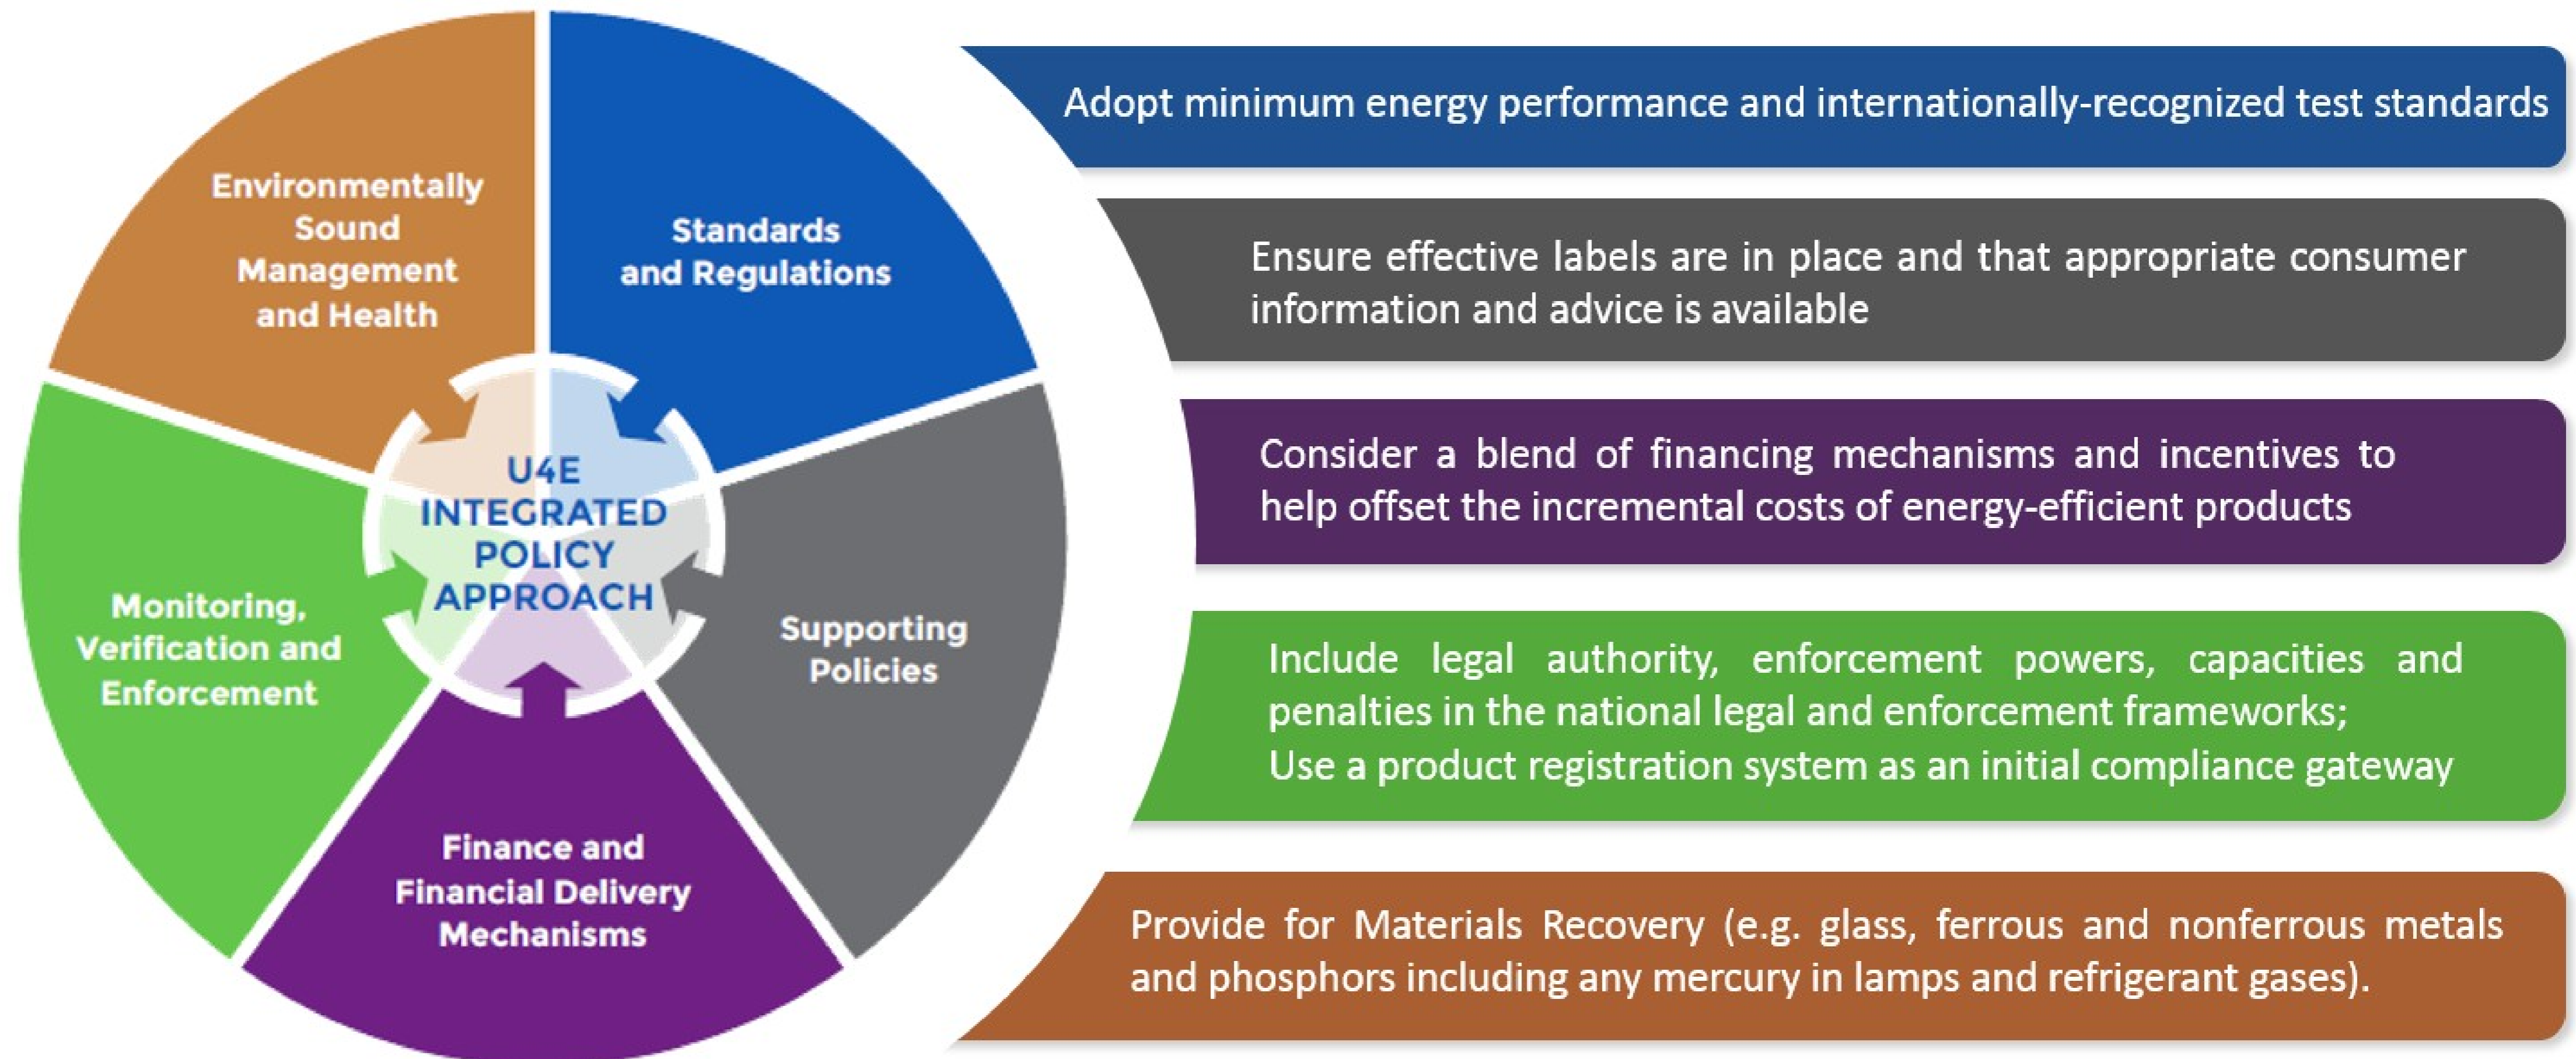 Environmentally
Sound
Management
and Health
Standards
and Regulations
Supporting
Policies
Finance and
Financial Delivery
Mechanisms
Monitoring,
Verification and
Enforcement
U4E
INTEGRATED
POLICY
APPROACH
Adopt minimum energy performance and internationally-recognized test standards
Ensure effective labels are in place and that appropriate consumer
information and advice is available
Consider a blend of financing mechanisms and incentives to
help offset the incremental costs of energy-efficient products
Include legal authority, enforcement powers, capacities and
penalties in the national legal and enforcement frameworks;
Use a product registration system as an initial compliance gateway
Provide for Materials Recovery (e.g. glass, ferrous and nonferrous metals
and phosphors including any mercury in lamps and refrigerant gases).